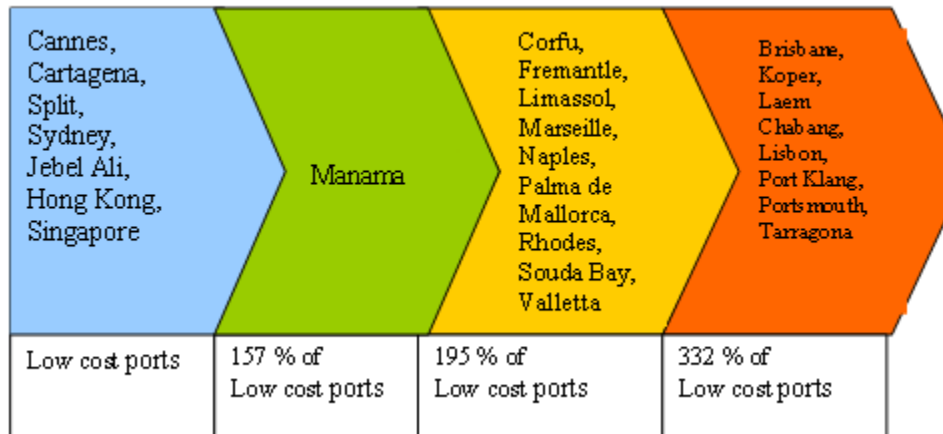 Cannes,
Cartagena,
Split,
Sydney,
Jebel Ali,
Hong Kong,
Singapore
Manama
Corfu,
Fremantle,
Limassol,
Marseille,
Naples,
Palma de
Mallorca,
Rhodes,
Souda Bay,
Valletta
Brisbane,
Koper,
Laem
Chabang,
Lisbon,
Port Klang,
Portsmouth,
Tarragona
Low cost ports
157 % of
Low cost ports
195 % of
Low cost ports
332 % of
Low cost ports